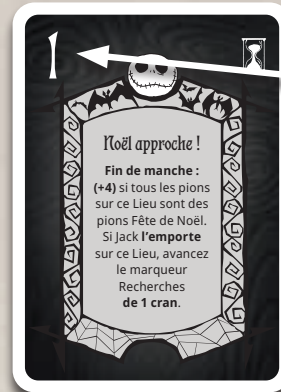 1
Noël approche !
Fin de manche :
(+4) si tous les pions
sur ce Lieu sont des
pions Fête de Noël.
Si Jack l'emporte
sur ce Lieu, avancez
le marqueur
Recherches
de 1 cran.